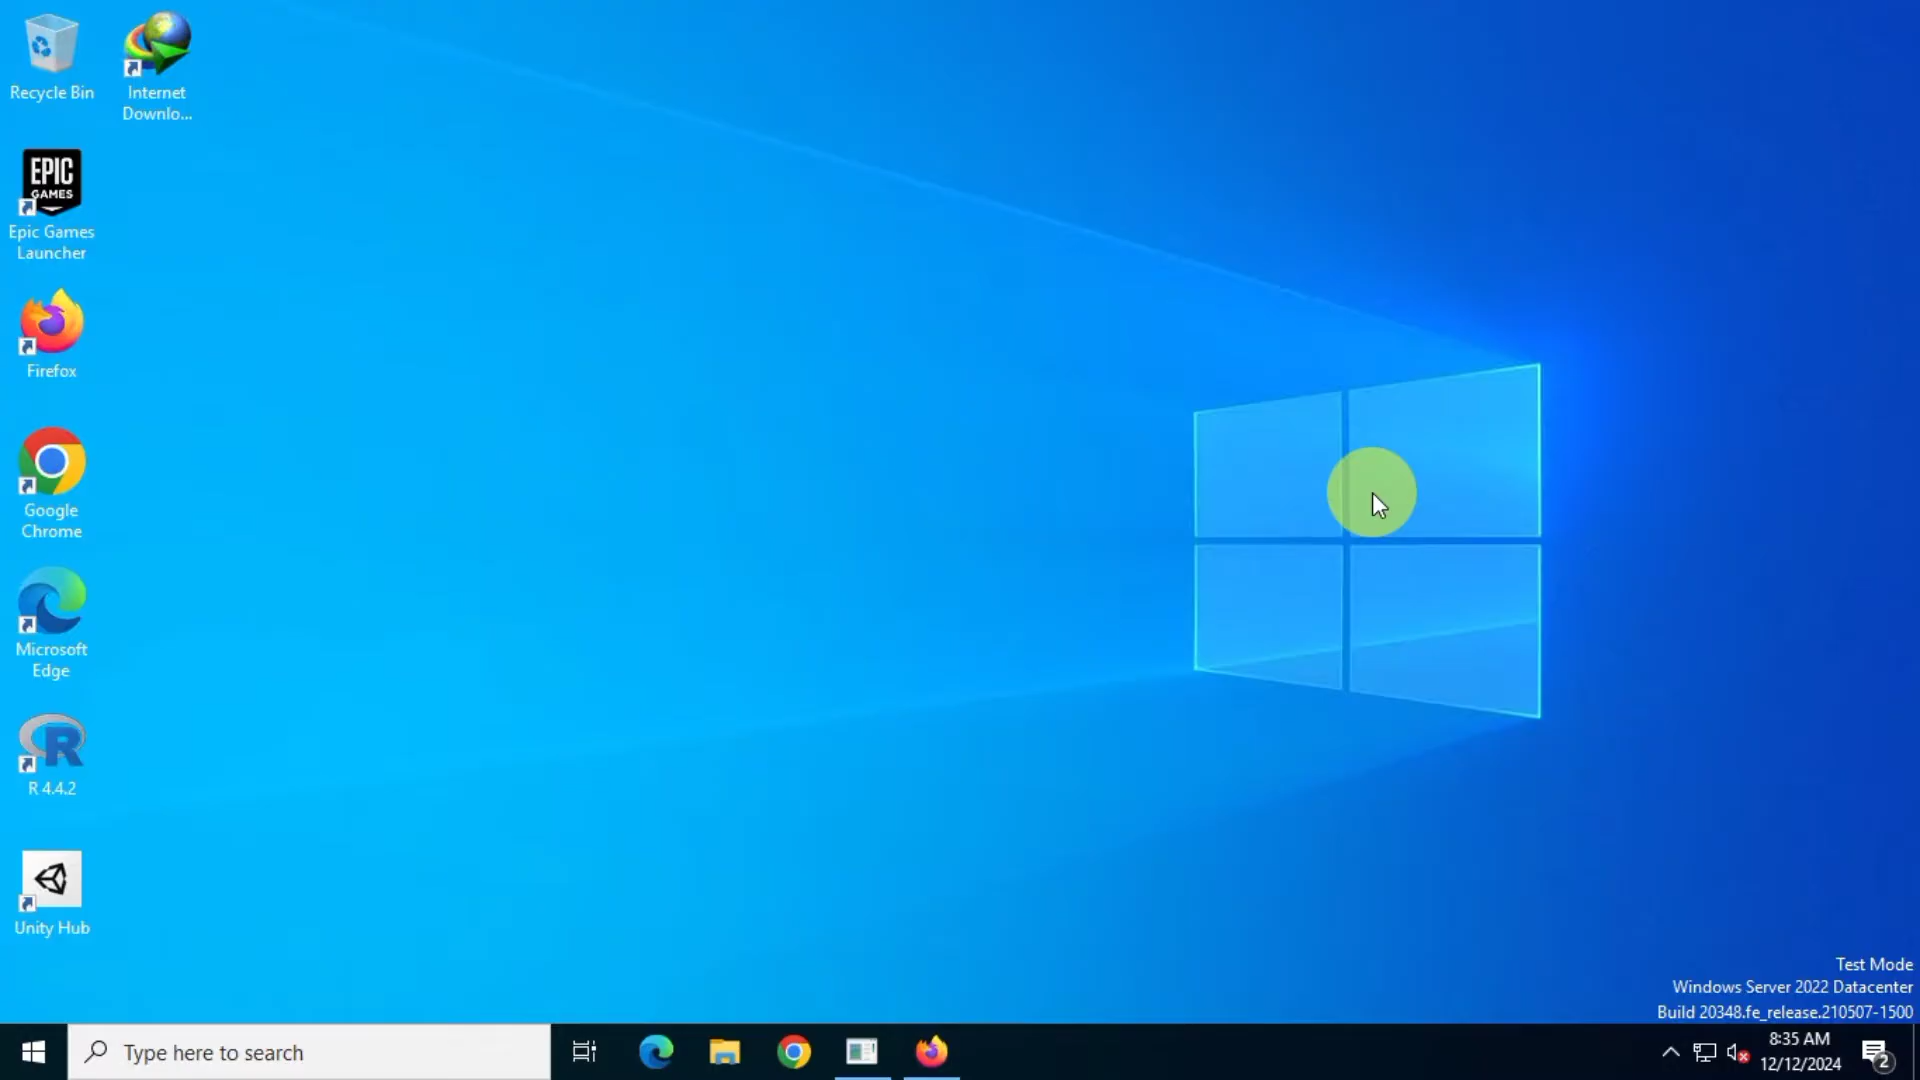 Recycle Bin
Internet
Downlo...
EPIC
GAMES
Epic Games
Launcher
Firefox
Google
Chrome
Microsoft
Edge
R
R 4.4.2
Unity Hub
Test Mode
Windows Server 2022 Datacenter
Build 20348.fe_release.210507-1500
Type here to search
8:35 AM
12/12/2024
2